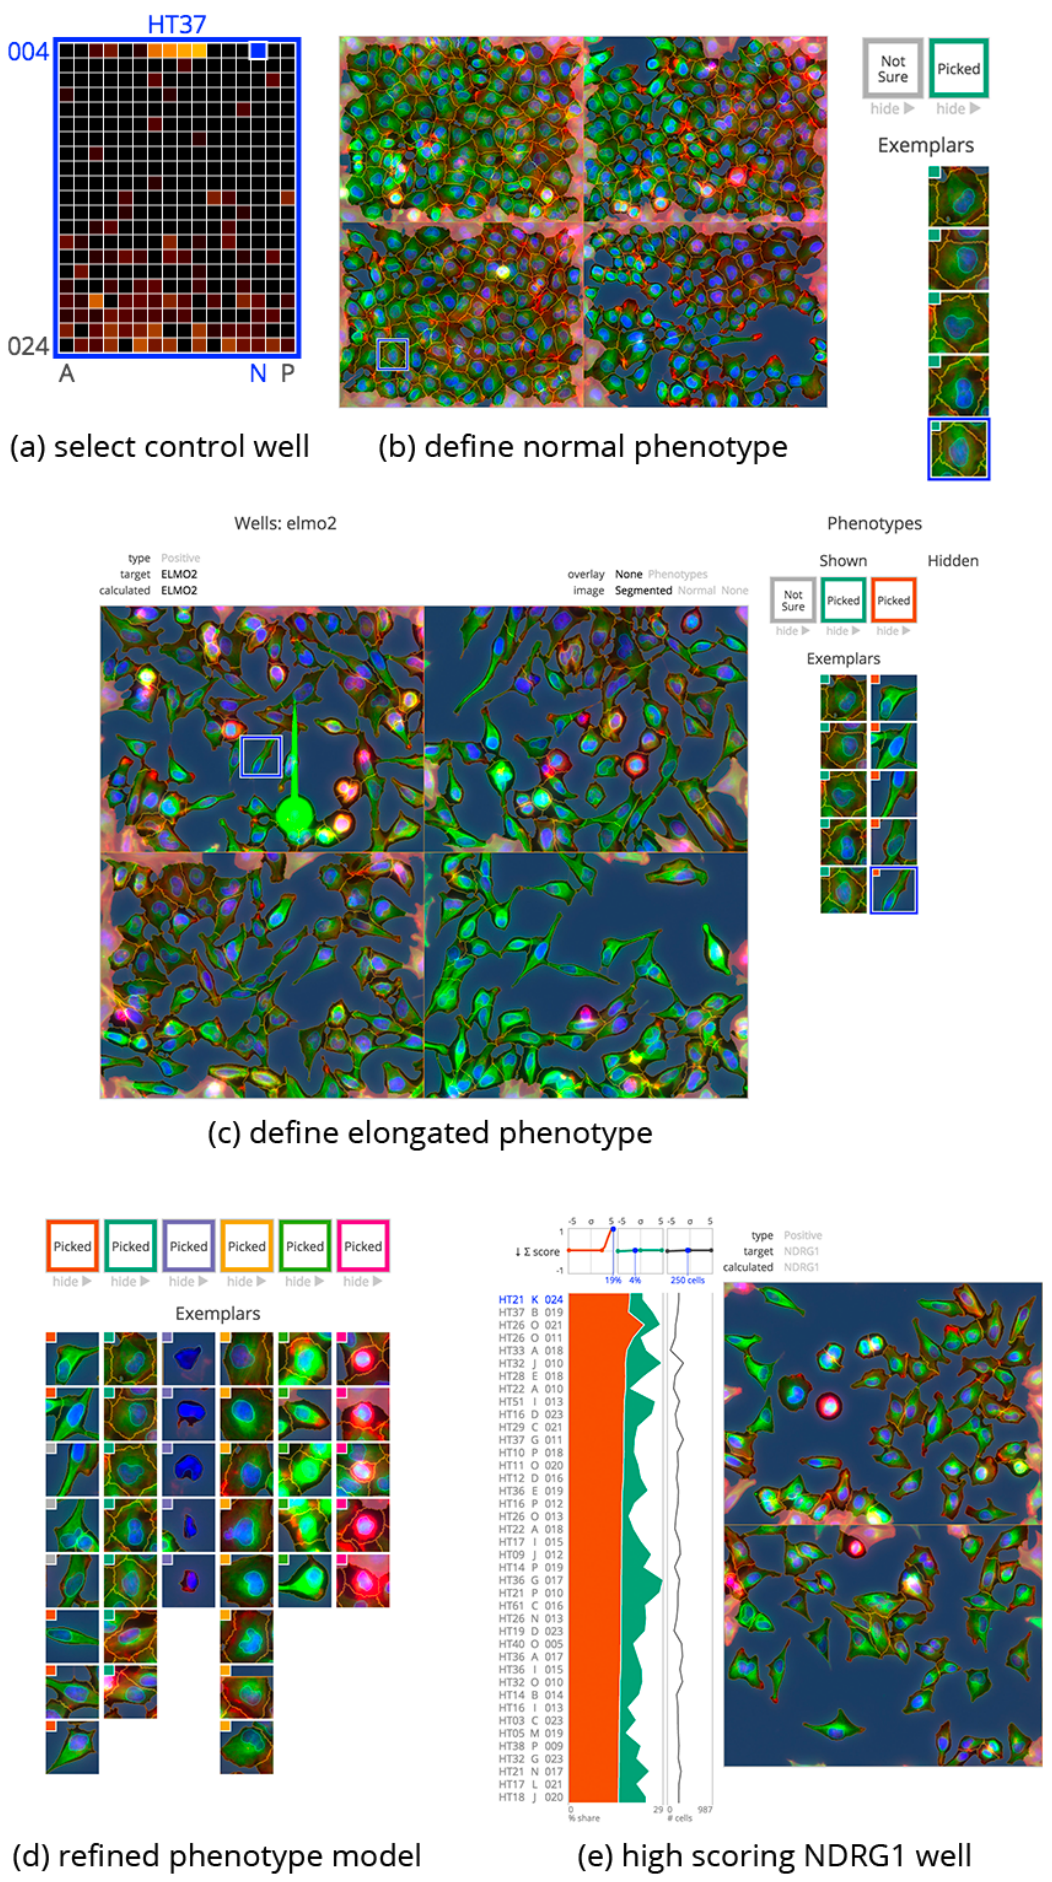 HT37
004
024
A N P
Not Sure
Picked
hide ▶ hide ▶
Exemplars
(a) select control well
(b) define normal phenotype
Wells: elmo2
type Positive
target ELMO2
calculated ELMO2
overlay None Phenotypes
image Segmented Normal None
Phenotypes
Shown Hidden
Not Sure
Picked
Picked
hide ▶ hide ▶ hide ▶
Exemplars
(c) define elongated phenotype
Picked Picked Picked Picked Picked Picked
hide ▶ hide ▶ hide ▶ hide ▶ hide ▶ hide ▶
Exemplars
(d) refined phenotype model
-5 σ 5 -5 σ 5 -5 σ 5
1
↓ Σ score
-1
19% 4% 250 cells
type Positive
target NDRG1
calculated NDRG1
HT21 K 024
HT37 B 019
HT26 O 021
HT26 O 011
HT33 A 018
HT32 J 010
HT28 E 018
HT22 A 010
HT51 I 013
HT16 D 023
HT29 C 021
HT37 G 011
HT10 P 018
HT11 O 020
HT12 D 016
HT36 E 019
HT16 P 012
HT26 O 013
HT22 A 018
HT17 I 015
HT09 J 012
HT14 P 019
HT36 G 017
HT21 P 010
HT61 C 016
HT26 N 013
HT19 D 023
HT40 O 005
HT36 A 017
HT36 I 015
HT32 O 010
HT14 B 014
HT16 I 013
HT03 C 023
HT05 M 019
HT38 P 009
HT32 G 023
HT21 N 017
HT17 L 021
HT18 J 020
0 29 0 987
% share # cells
(e) high scoring NDRG1 well